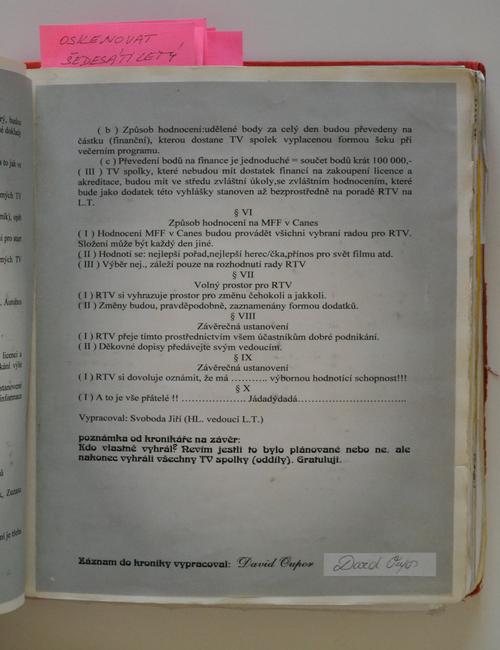 OSKENOVAT
ŠEDESÁTI LETÝ
( b ) Způsob hodnocení:udělené body za celý den budou převedeny na
částku (finanční), kterou dostane TV spolek vyplacenou formou šeku při
večerním programu.
( c ) Převedení bodů na finance je jednoduché = součet bodů krát 100 000,-
( III ) TV spolky, které nebudou mít dostatek financí na zakoupení licence a
akreditace, budou mít ve středu zvláštní úkoly,se zvláštním hodnocením, které
bude jako dodatek této vyhlášky stanoven až bezprostředně na poradě RTV na
L.T.
§ VI
Způsob hodnocení na MFF v Canes
( I ) Hodnocení MFF v Canes budou provádět všichni vybraní radou pro RTV.
Složení může být každý den jiné.
( II ) Hodnotí se: nejlepší pořad,nejlepší herec/čka,přínos pro svět filmu atd.
( III ) Výběr nej., záleží pouze na rozhodnutí rady RTV
§ VII
Volný prostor pro RTV
( I ) RTV si vyhrazuje prostor pro změnu čehokoli a jakkoli.
( II ) Změny budou, pravděpodobně, zaznamenány formou dodatků.
§ VIII
Závěrečná ustanovení
( I ) RTV přeje tímto prostřednictvím všem účastníkům dobré podnikání.
( II ) Děkovné dopisy předávejte svým vedoucím.
§ IX
Závěrečná ustanovení
( I ) RTV si dovoluje oznámit, že má ……….. výbornou hodnotící schopnost!!!
§ X
( I ) A to je vše přátelé !! ………………… Jádadýdadá………………………..
Vypracoval: Svoboda Jiří (HL. vedoucí L.T.)
poznámka od kronikáře na závěr:
Kdo vlastně vyhrál? Nevím jestli to bylo plánované nebo ne, ale
nakonec vyhráli všechny TV spolky (oddíly). Gratuluji.
Záznam do kroniky vypracoval: David Oupor David Oupor